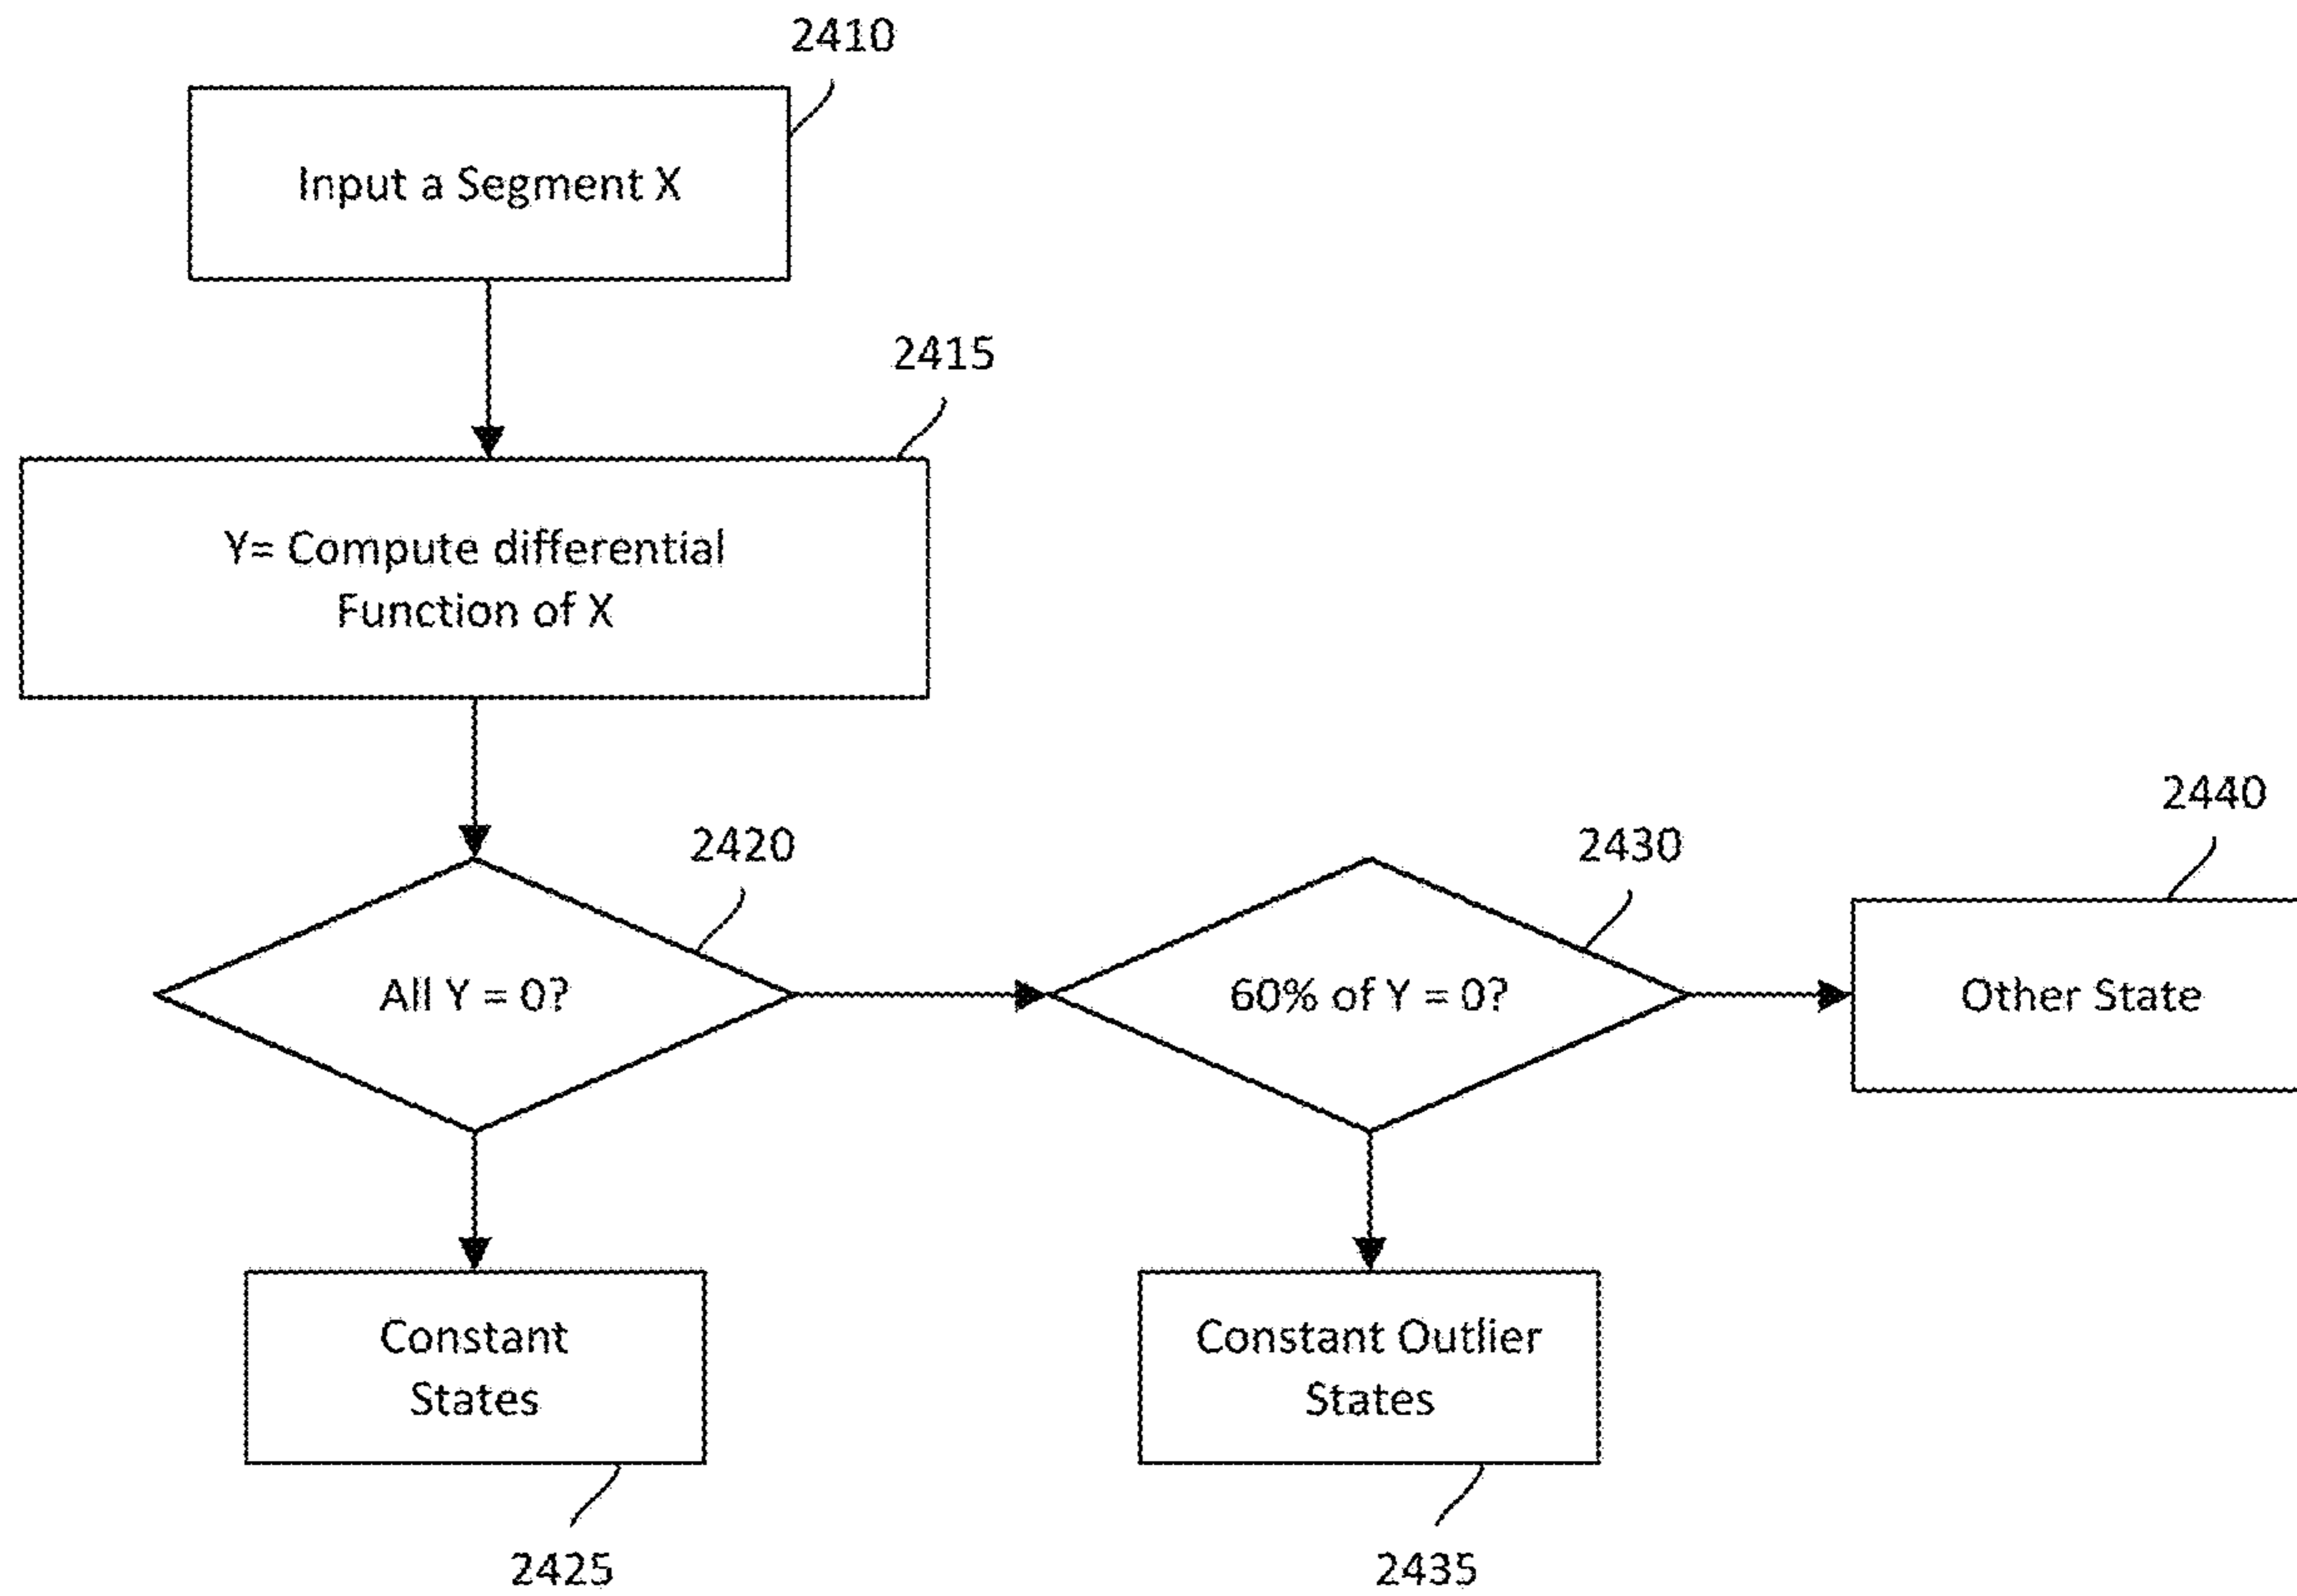 2410
Input a Segment X
2415
Y= Compute differential
Function of X
2420
2430
2440
All Y = 0?
60% of Y = 0?
Other State
Constant
States
Constant Outlier
States
2425
2435